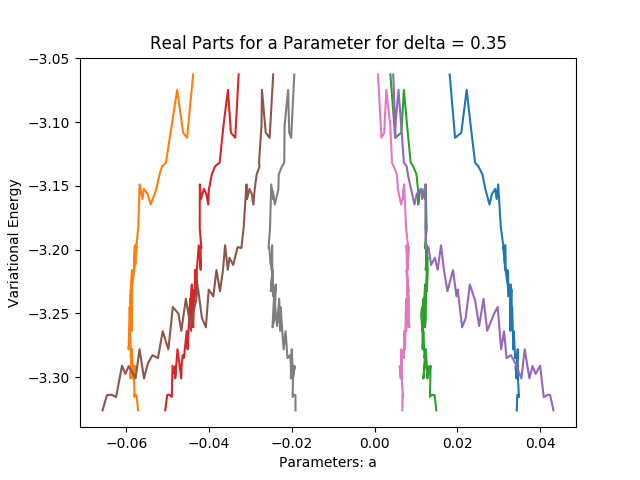 Real Parts for a Parameter for delta = 0.35
−3.05
−3.10
−3.15
−3.20
−3.25
−3.30
Variational Energy
−0.06 −0.04 −0.02 0.00 0.02 0.04
Parameters: a